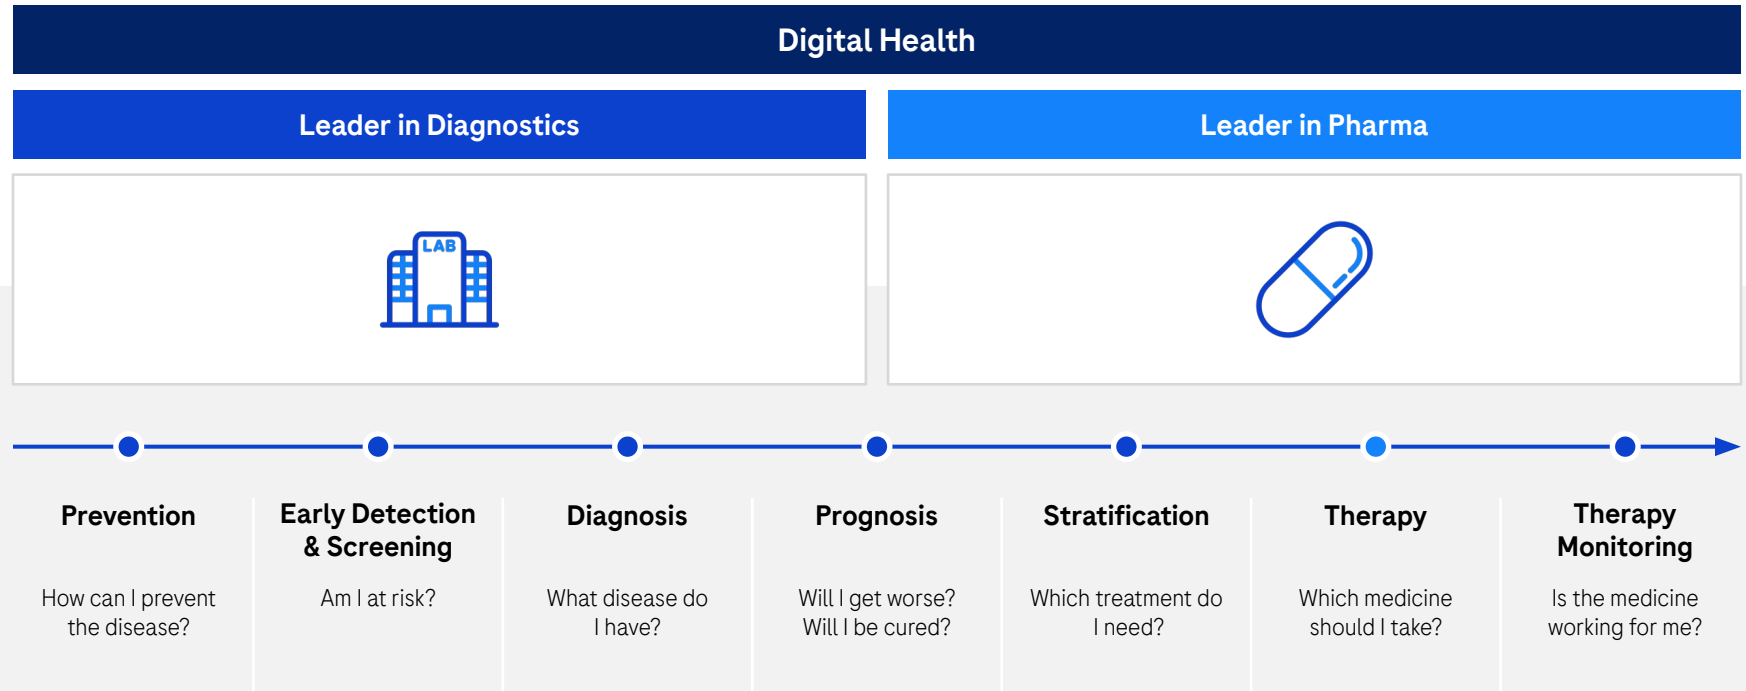 Digital Health
Leader in Diagnostics
Leader in Pharma
LAB
Prevention
How can I prevent
the disease?
Early Detection
& Screening
Am I at risk?
Diagnosis
What disease do
I have?
Prognosis
Will I get worse?
Will I be cured?
Stratification
Which treatment do
I need?
Therapy
Which medicine
should I take?
Therapy
Monitoring
Is the medicine
working for me?